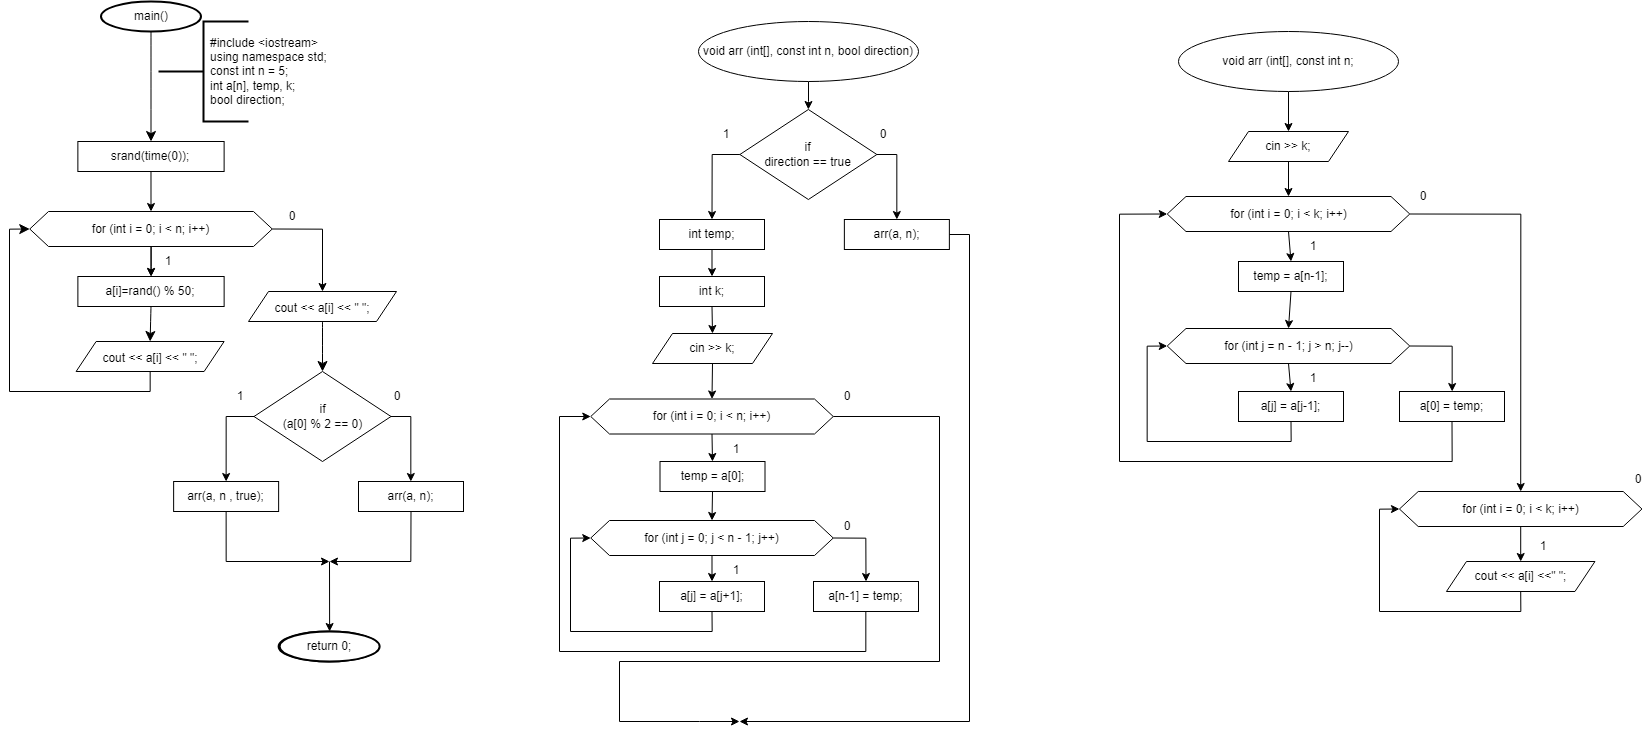 main()
#include <iostream>
using namespace std;
const int n = 5;
int a[n], temp, k;
bool direction;
srand(time(0));
for (int i = 0; i < n; i++)
0
1
a[i]=rand() % 50;
cout << a[i] << " ";
cout << a[i] << " ";
if
(a[0] % 2 == 0)
1
0
arr(a, n , true);
arr(a, n);
return 0;
void arr (int[], const int n, bool direction)
if
direction == true
1
0
int temp;
arr(a, n);
int k;
cin >> k;
for (int i = 0; i < n; i++)
0
1
temp = a[0];
for (int j = 0; j < n - 1; j++)
0
1
a[j] = a[j+1];
a[n-1] = temp;
void arr (int[], const int n;
cin >> k;
for (int i = 0; i < k; i++)
0
1
temp = a[n-1];
for (int j = n - 1; j > n; j--)
1
a[j] = a[j-1];
a[0] = temp;
for (int i = 0; i < k; i++)
0
1
cout << a[i] <<" ";